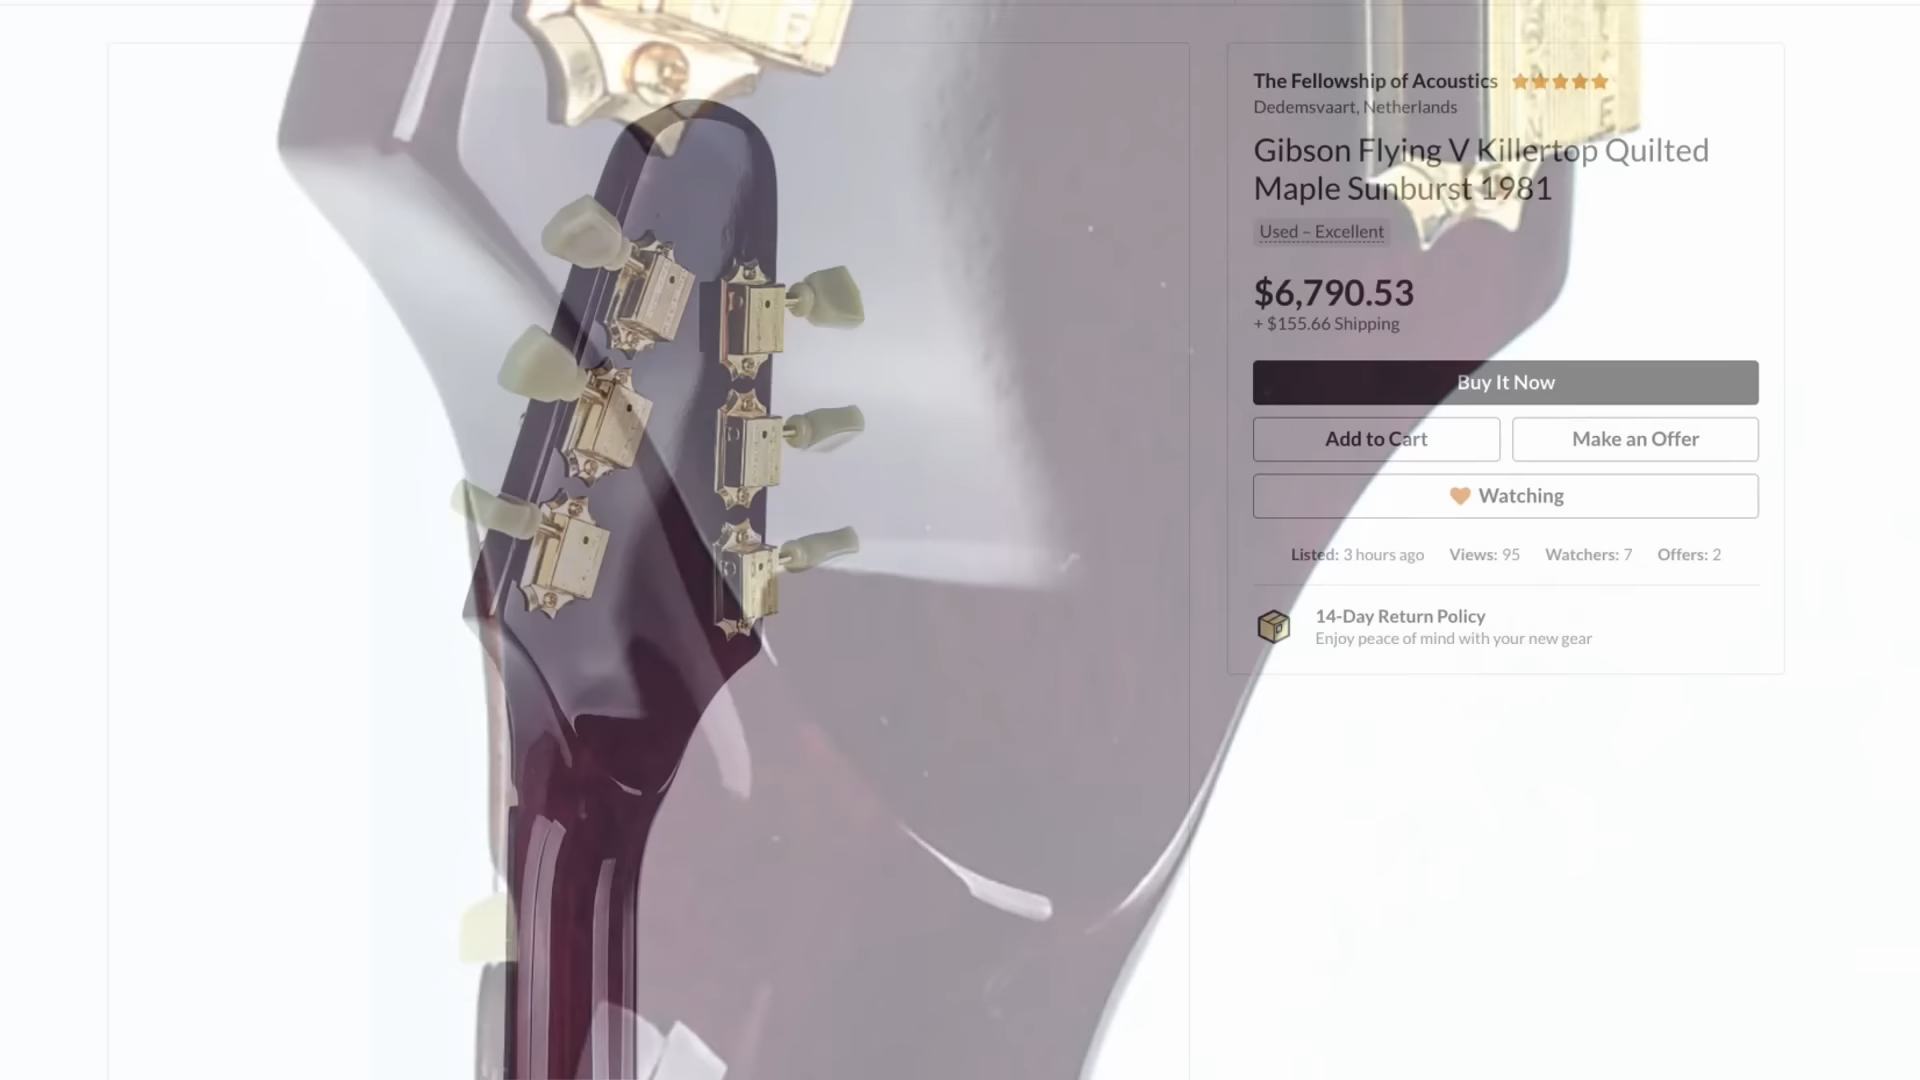 The Fellowship of Acoustics
Dedemsvaart, Netherlands
Gibson Flying V Killertop Quilted
Maple Sunburst 1981
Used – Excellent
$6,790.53
+ $155.66 Shipping
Buy It Now
Add to Cart
Make an Offer
Watching
Listed: 3 hours ago
Views: 95
Watchers: 7
Offers: 2
14-Day Return Policy
Enjoy peace of mind with your new gear